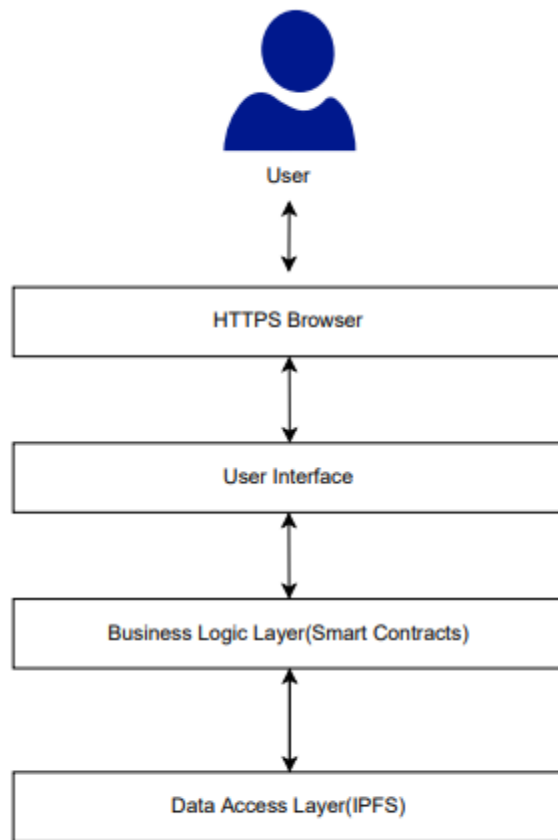 User
HTTPS Browser
User Interface
Business Logic Layer(Smart Contracts)
Data Access Layer(IPFS)